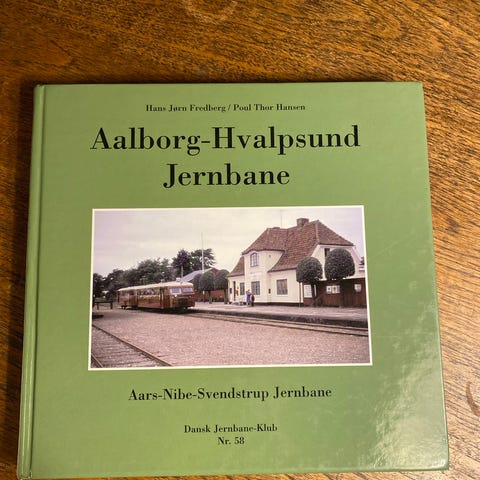 Hans Jørn Fredberg / Poul Thor Hansen
Aalborg-Hvalpsund
Jernbane
Aars-Nibe-Svendstrup Jernbane
Dansk Jernbane-Klub
Nr. 58